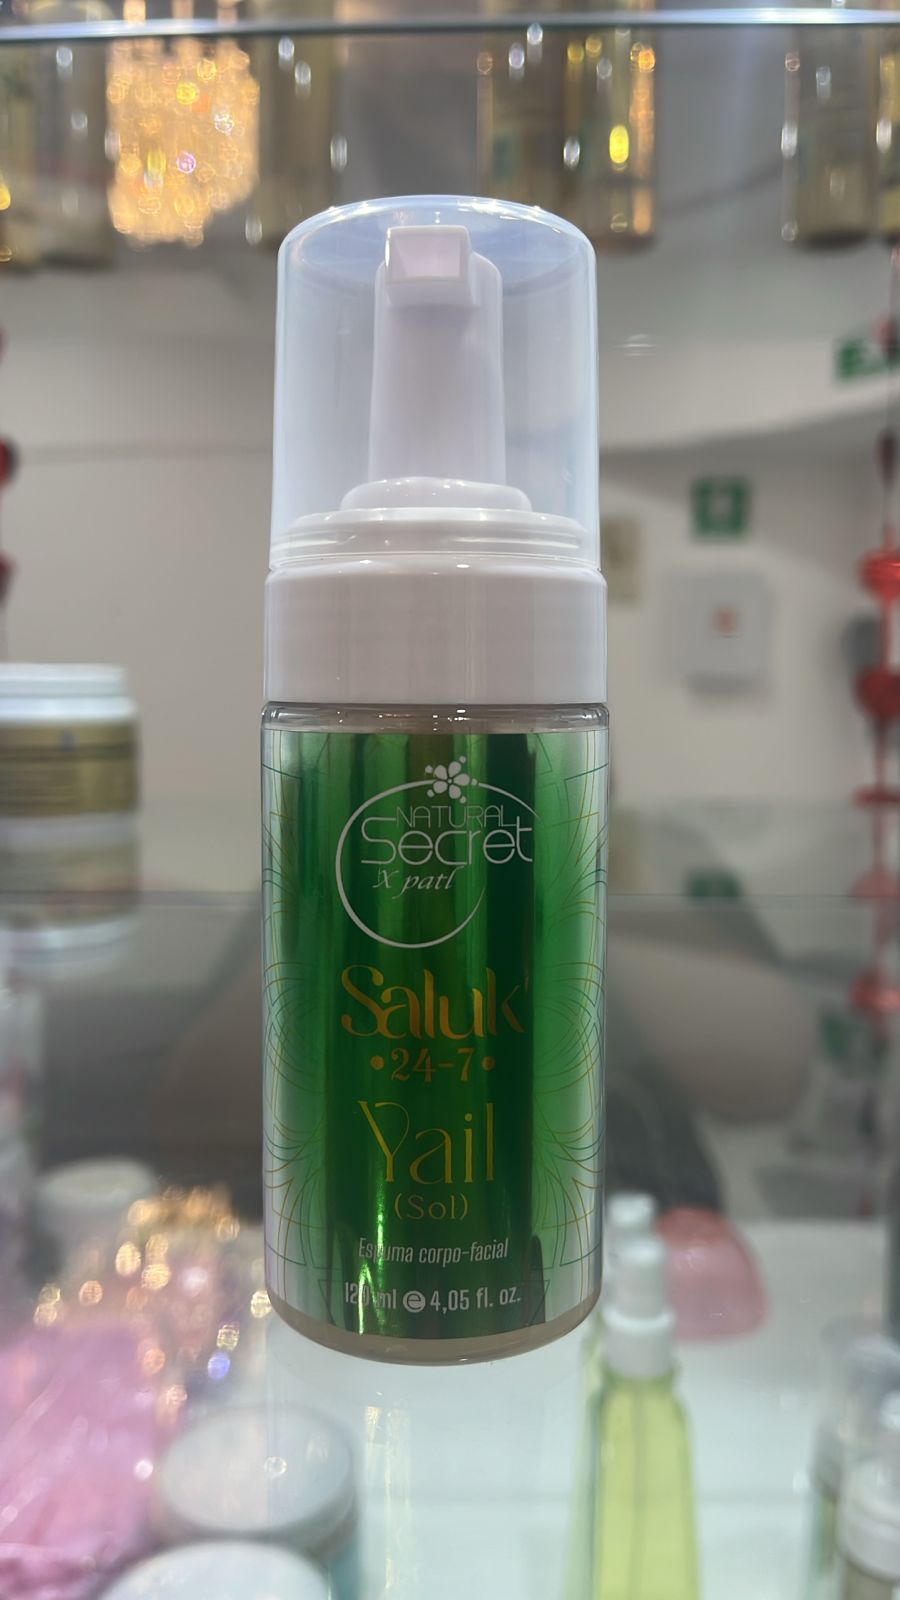 NATURAL
Secret
X patl
Saluk'
•24-7•
Yail
(Sol)
Espuma corpo-facial
120 ml ℮ 4,05 fl. oz.